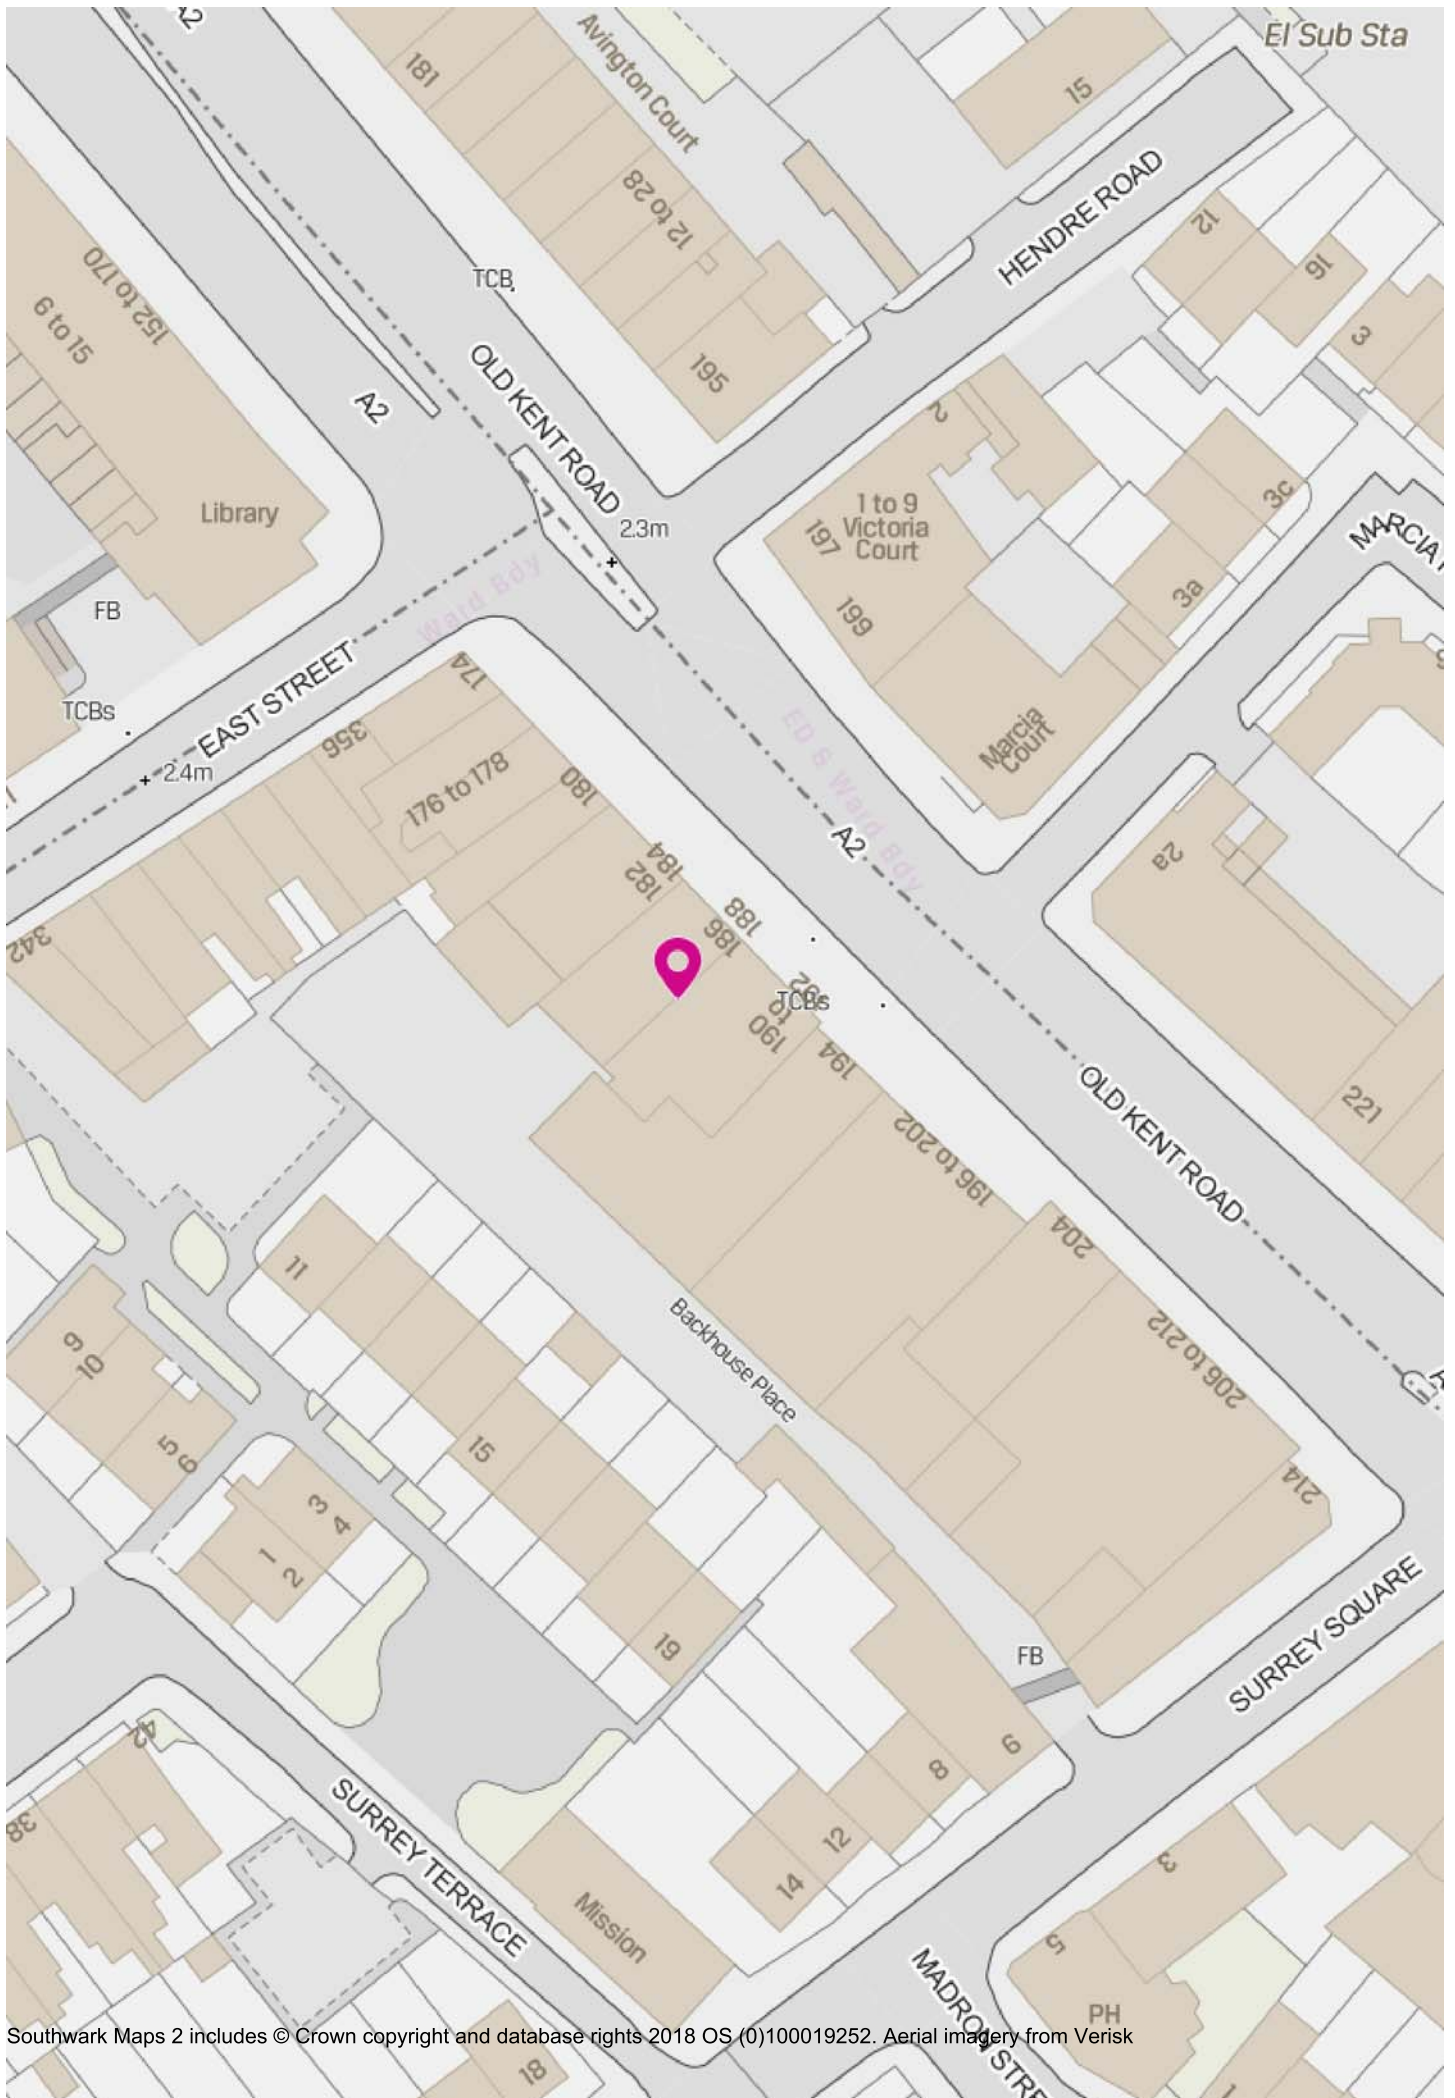 A2
El Sub Sta
181
Avington Court
15
12 to 28
HENDRE ROAD
12
16
152 to 170
9 to 15
TCB
3
195
OLD KENT ROAD
A2
2
Library
1 to 9
Victoria
Court
197
3c
2.3m
MARCIA
Ward Bdy
FB
199
3a
EAST STREET
174
TCBs
356
2.4m
Marcia
Court
176 to 178
180
ED & Ward Bdy
A2
184
182
2a
342
188
186
TCBs
190
to
192
194
OLD KENT ROAD
221
196 to 202
204
11
Backhouse Place
206 to 212
9
10
15
5
6
214
3
4
1
2
SURREY SQUARE
19
FB
42
6
8
SURREY TERRACE
38
12
14
3
Mission
5
MADRON STRE
PH
Southwark Maps 2 includes © Crown copyright and database rights 2018 OS (0)100019252. Aerial imagery from Verisk
18
1